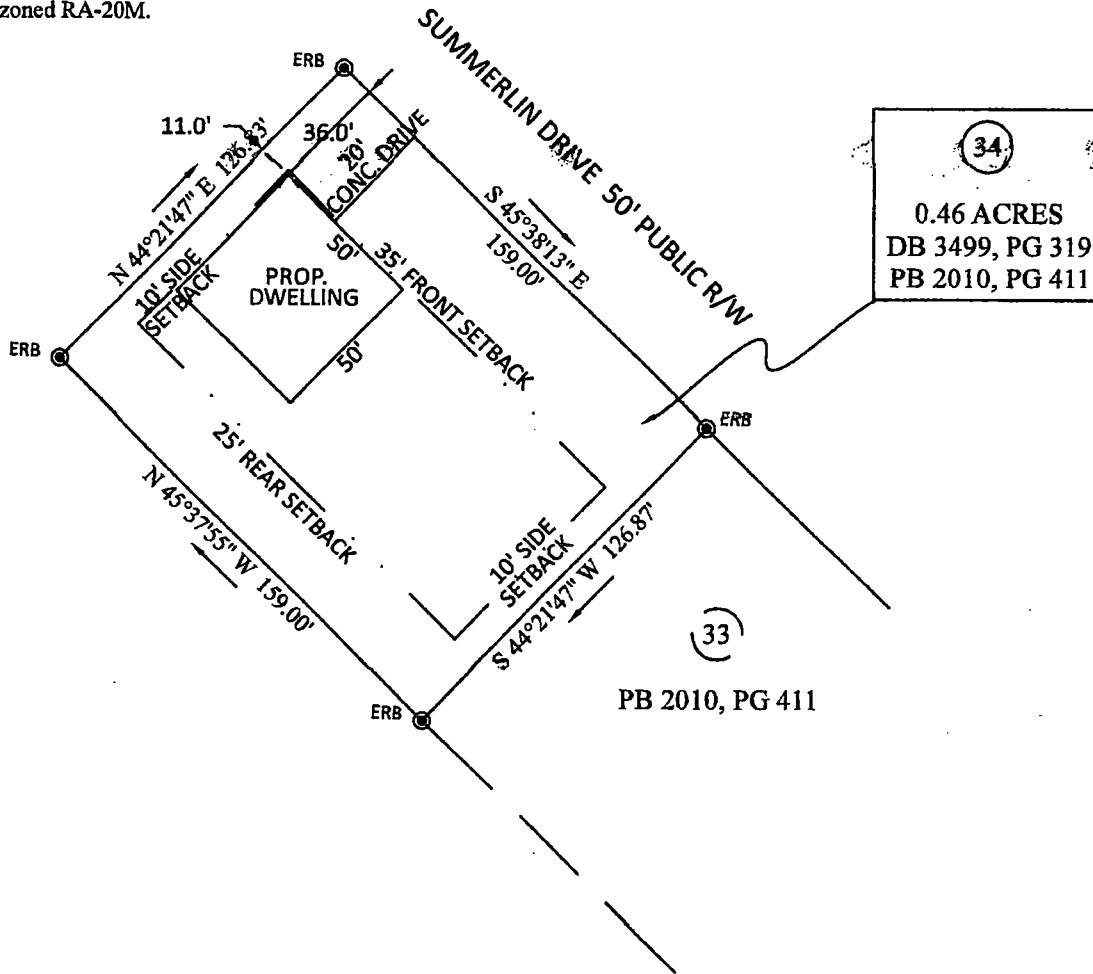 zoned RA-20M.
SUMMERLIN DRIVE 50' PUBLIC R/W
ERB
11.0'
36.0'
20'
CONC. DRIVE
N 44°21'47" E 126.83'
S 45°38'13" E
159.00'
34
0.46 ACRES
DB 3499, PG 319
PB 2010, PG 411
10' SIDE
SETBACK
PROP.
DWELLING
50'
50'
35' FRONT SETBACK
ERB
ERB
25' REAR SETBACK
N 45°37'55" W 159.00'
10' SIDE
SETBACK
S 44°21'47" W 126.87'
33
PB 2010, PG 411
ERB